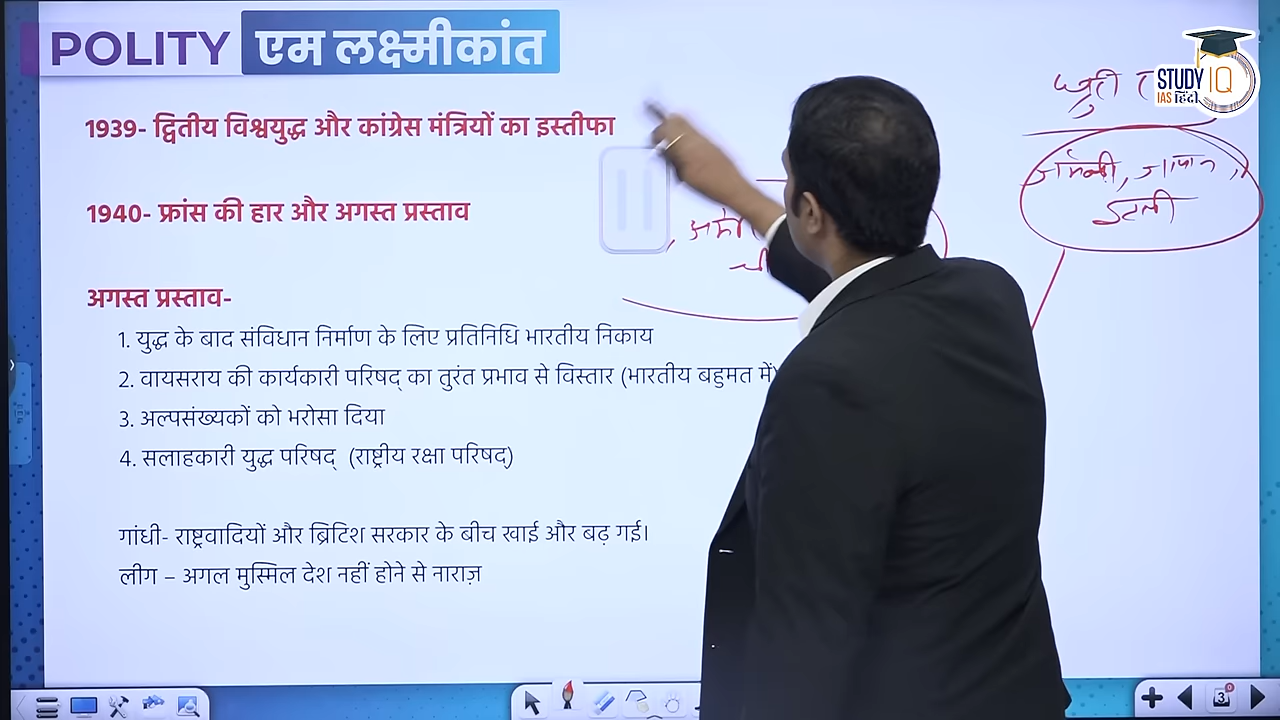 POLITY एम लक्ष्मीकांत
STUDY IQ
IAS हिंदी
1939- द्वितीय विश्वयुद्ध और कांग्रेस मंत्रियों का इस्तीफा
1940- फ्रांस की हार और अगस्त प्रस्ताव
जापान,
इटली
अगस्त प्रस्ताव-
1. युद्ध के बाद संविधान निर्माण के लिए प्रतिनिधि भारतीय निकाय
2. वायसराय की कार्यकारी परिषद् का तुरंत प्रभाव से विस्तार (भारतीय बहुमत में)
3. अल्पसंख्यकों को भरोसा दिया
4. सलाहकारी युद्ध परिषद् (राष्ट्रीय रक्षा परिषद्)
गांधी- राष्ट्रवादियों और ब्रिटिश सरकार के बीच खाई और बढ़ गई।
लीग – अगल मुस्मिल देश नहीं होने से नाराज़
3